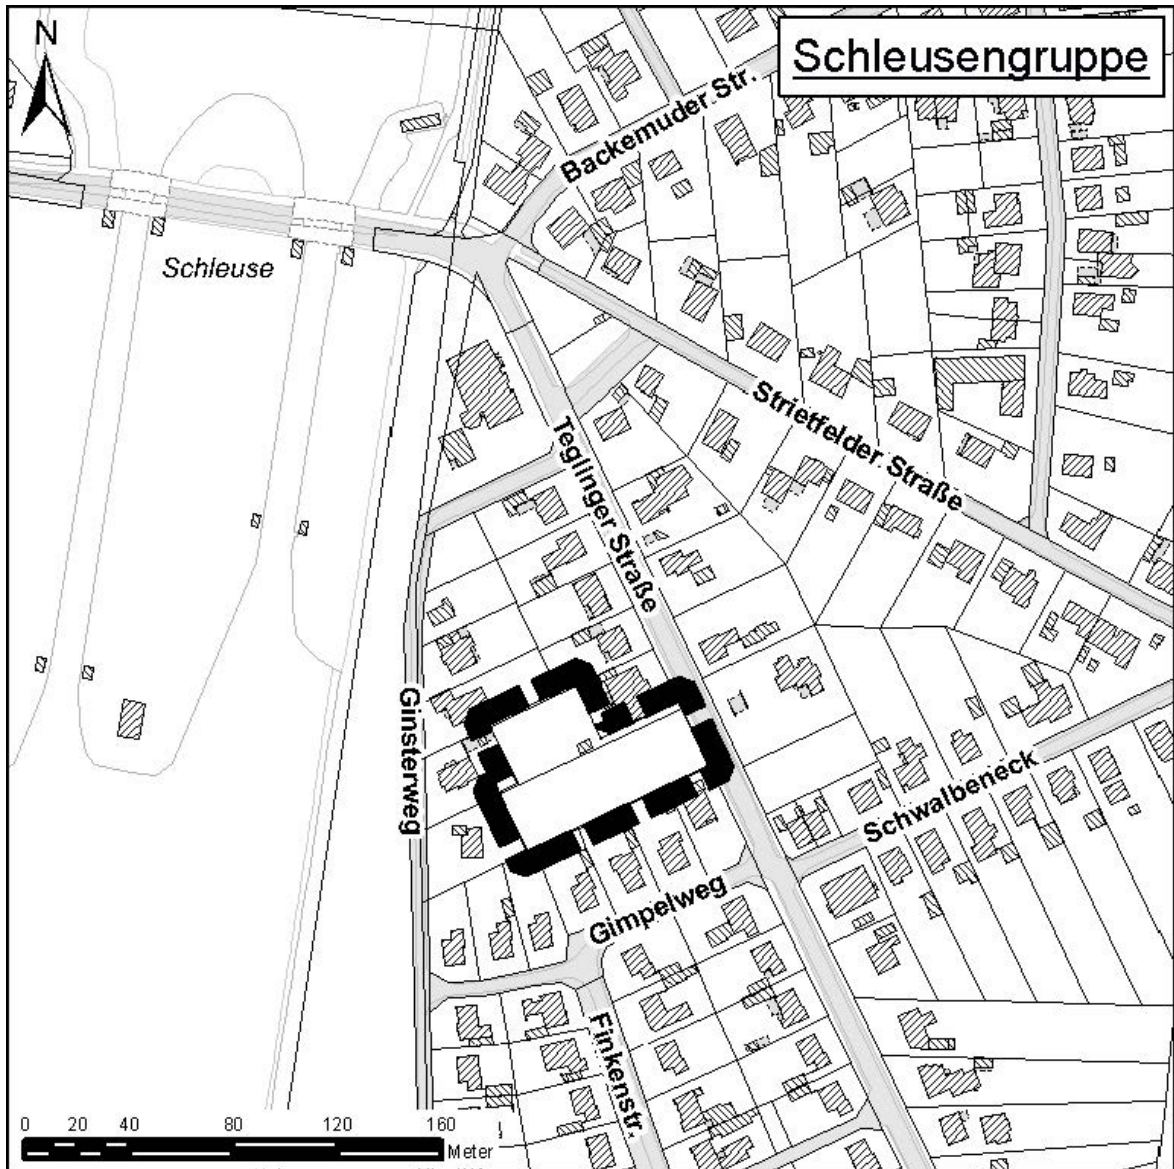 N
Schleusengruppe
Backemuder Str.
Schleuse
Strietfelder Straße
Teglinger Straße
Ginsterweg
Schwalbeneck
Gimpelweg
Finkenstr.
0 20 40 80 120 160
Meter